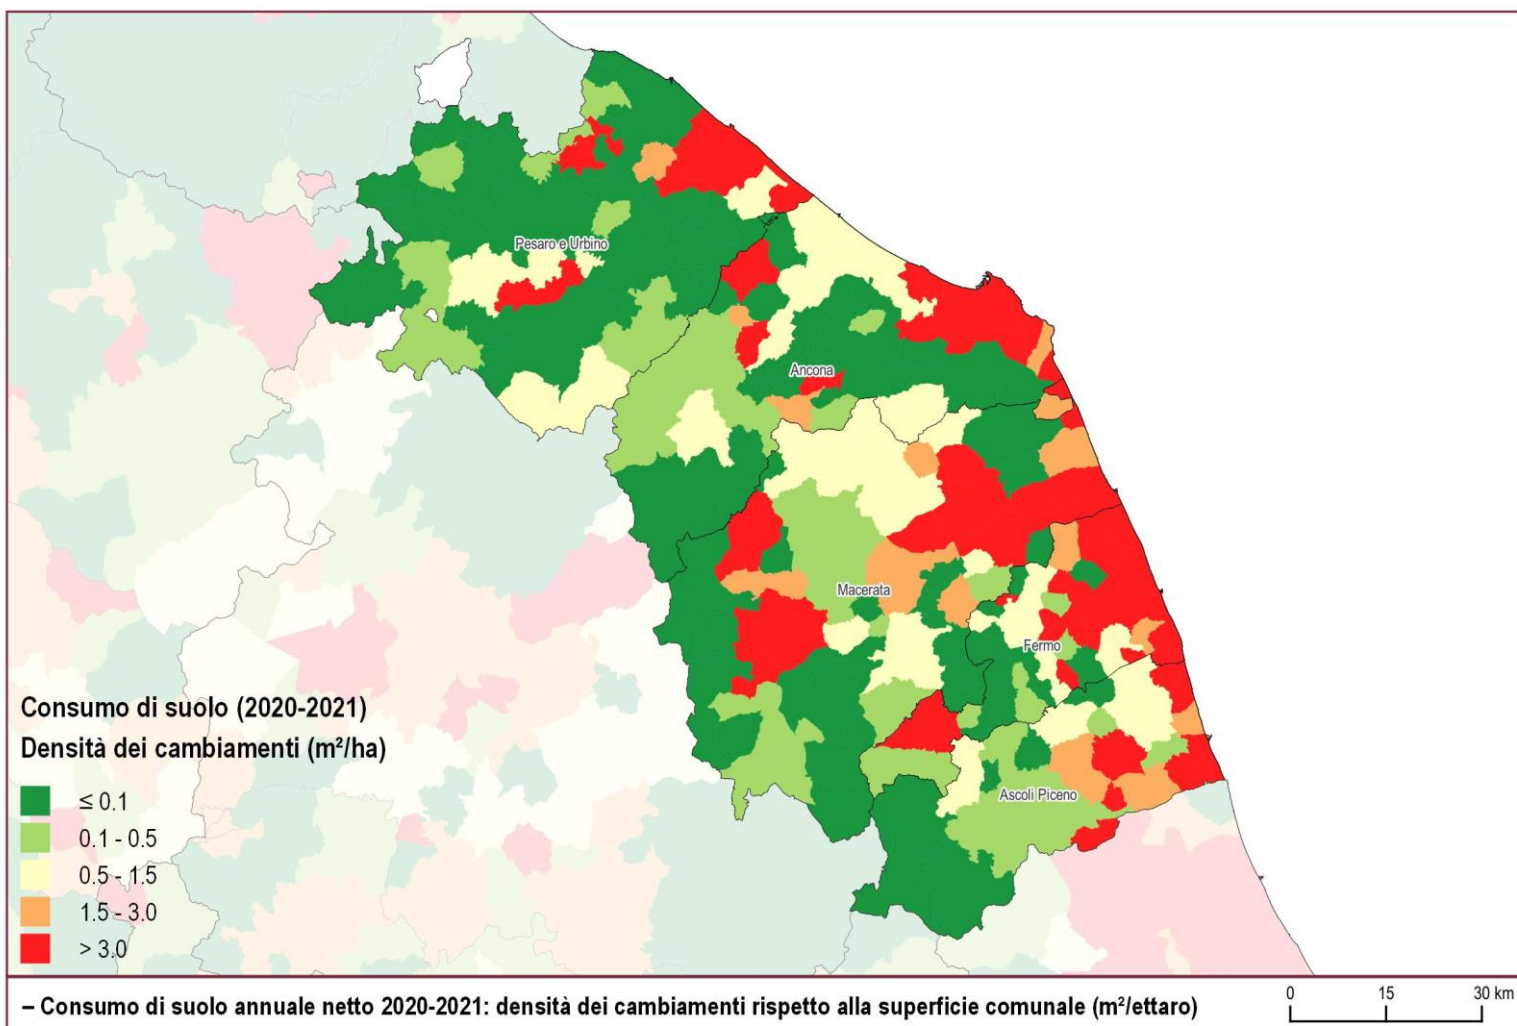 Pesaro e Urbino
Ancona
Macerata
Fermo
Ascoli Piceno
Consumo di suolo (2020-2021)
Densità dei cambiamenti (m²/ha)
≤ 0.1
0.1 - 0.5
0.5 - 1.5
1.5 - 3.0
> 3.0
– Consumo di suolo annuale netto 2020-2021: densità dei cambiamenti rispetto alla superficie comunale (m²/ettaro)
0 15 30 km